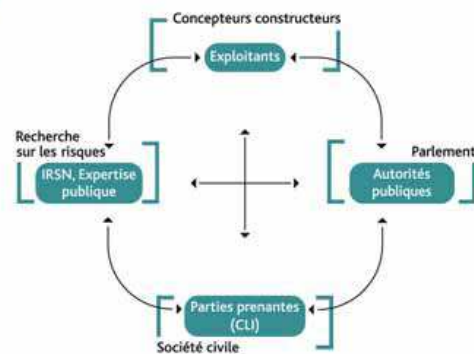 Concepteurs constructeurs
Exploitants
Recherche
sur les risques
IRSN, Expertise
publique
Parlement
Autorités
publiques
Parties prenantes
(CLI)
Société civile